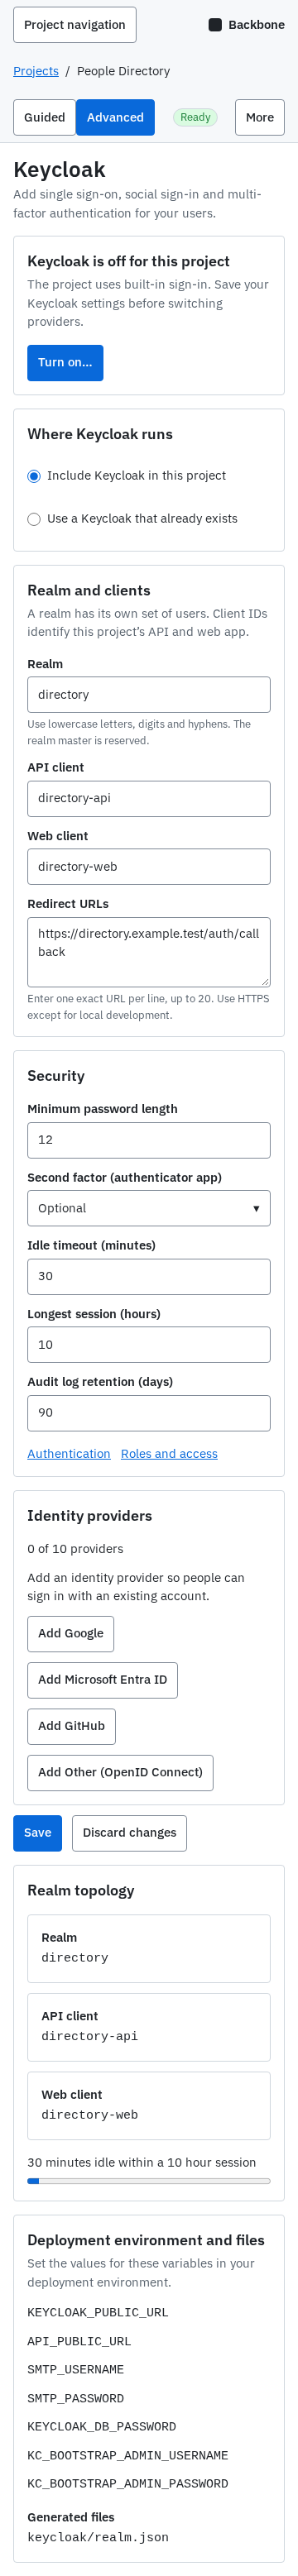 Project navigation
Backbone
Projects / People Directory
Guided
Advanced
Ready
More
Keycloak
Add single sign-on, social sign-in and multi-
factor authentication for your users.
Keycloak is off for this project
The project uses built-in sign-in. Save your
Keycloak settings before switching
providers.
Turn on...
Where Keycloak runs
Include Keycloak in this project
Use a Keycloak that already exists
Realm and clients
A realm has its own set of users. Client IDs
identify this project’s API and web app.
Realm
directory
Use lowercase letters, digits and hyphens. The
realm master is reserved.
API client
directory-api
Web client
directory-web
Redirect URLs
https://directory.example.test/auth/call
back
Enter one exact URL per line, up to 20. Use HTTPS
except for local development.
Security
Minimum password length
12
Second factor (authenticator app)
Optional
Idle timeout (minutes)
30
Longest session (hours)
10
Audit log retention (days)
90
Authentication Roles and access
Identity providers
0 of 10 providers
Add an identity provider so people can
sign in with an existing account.
Add Google
Add Microsoft Entra ID
Add GitHub
Add Other (OpenID Connect)
Save
Discard changes
Realm topology
Realm
directory
API client
directory-api
Web client
directory-web
30 minutes idle within a 10 hour session
Deployment environment and files
Set the values for these variables in your
deployment environment.
KEYCLOAK_PUBLIC_URL
API_PUBLIC_URL
SMTP_USERNAME
SMTP_PASSWORD
KEYCLOAK_DB_PASSWORD
KC_BOOTSTRAP_ADMIN_USERNAME
KC_BOOTSTRAP_ADMIN_PASSWORD
Generated files
keycloak/realm.json